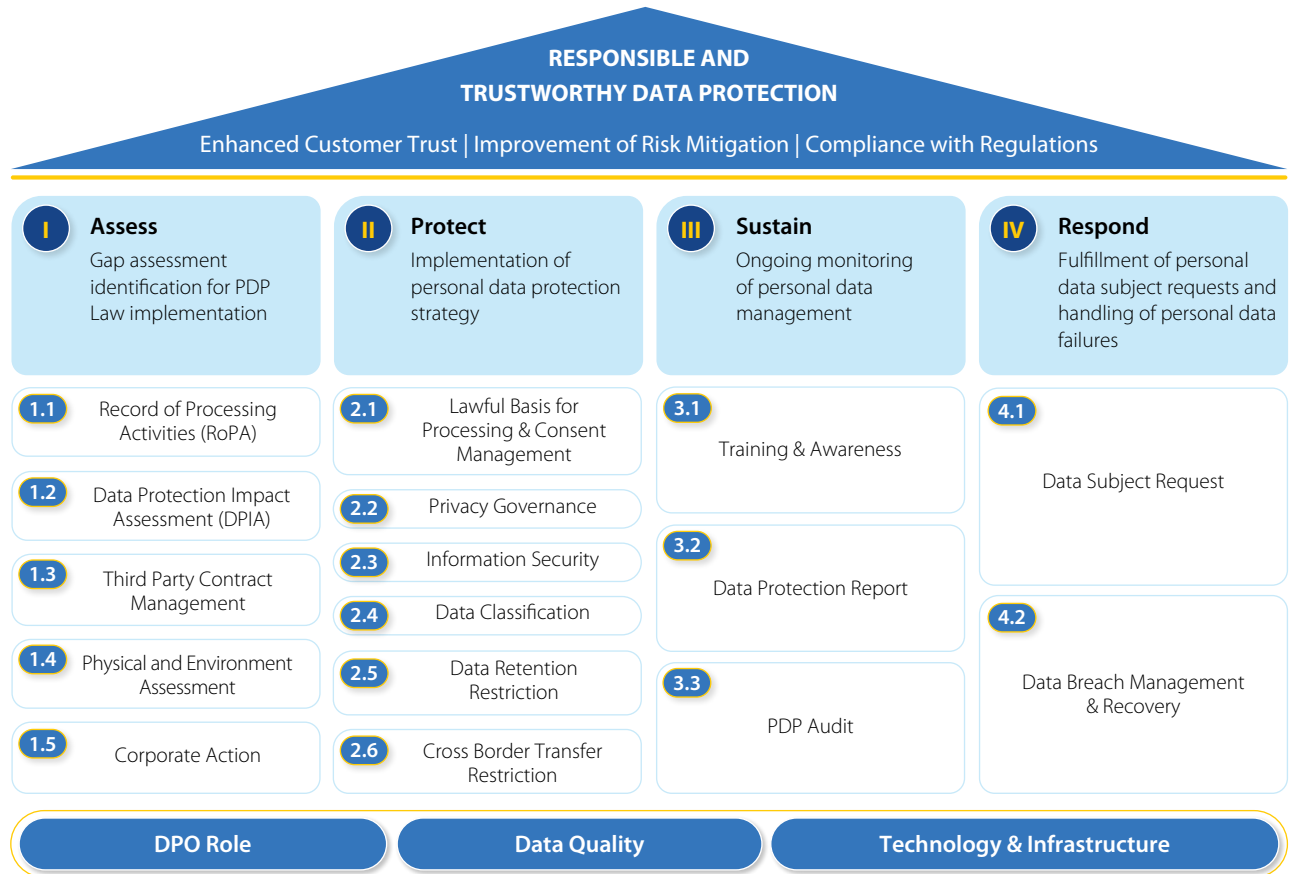 RESPONSIBLE AND
TRUSTWORTHY DATA PROTECTION
Enhanced Customer Trust | Improvement of Risk Mitigation | Compliance with Regulations
I
Assess
Gap assessment
identification for PDP
Law implementation
1.1
Record of Processing
Activities (RoPA)
1.2
Data Protection Impact
Assessment (DPIA)
1.3
Third Party Contract
Management
1.4
Physical and Environment
Assessment
1.5
Corporate Action
II
Protect
Implementation of
personal data protection
strategy
2.1
Lawful Basis for
Processing & Consent
Management
2.2
Privacy Governance
2.3
Information Security
2.4
Data Classification
2.5
Data Retention
Restriction
2.6
Cross Border Transfer
Restriction
III
Sustain
Ongoing monitoring
of personal data
management
3.1
Training & Awareness
3.2
Data Protection Report
3.3
PDP Audit
IV
Respond
Fulfillment of personal
data subject requests and
handling of personal data
failures
4.1
Data Subject Request
4.2
Data Breach Management
& Recovery
DPO Role
Data Quality
Technology & Infrastructure